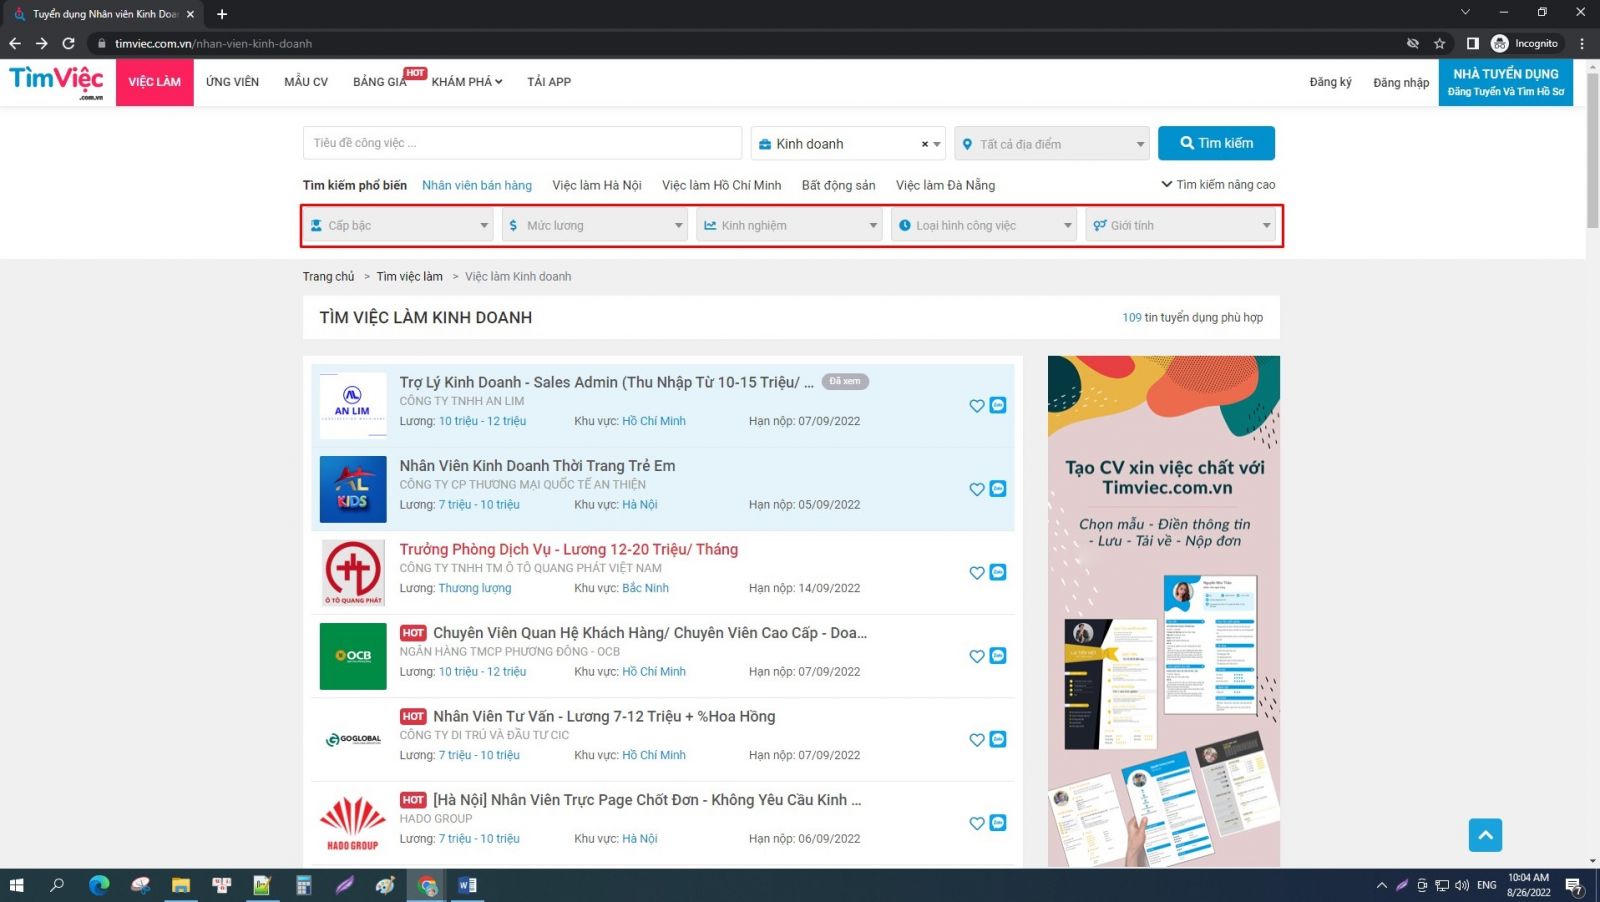 Tuyển dụng Nhân viên Kinh Doan
timviec.com.vn/nhan-vien-kinh-doanh
Incognito
TìmViệc
.com.vn
VIỆC LÀM
ỨNG VIÊN
MẪU CV
BẢNG GIÁ
HOT
KHÁM PHÁ
TẢI APP
Đăng ký
Đăng nhập
NHÀ TUYỂN DỤNG
Đăng Tuyển Và Tìm Hồ Sơ
Tiêu đề công việc ...
Kinh doanh
Tất cả địa điểm
Tìm kiếm
Tìm kiếm phổ biến
Nhân viên bán hàng
Việc làm Hà Nội
Việc làm Hồ Chí Minh
Bất động sản
Việc làm Đà Nẵng
Tìm kiếm nâng cao
Cấp bậc
Mức lương
Kinh nghiệm
Loại hình công việc
Giới tính
Trang chủ > Tìm việc làm > Việc làm Kinh doanh
TÌM VIỆC LÀM KINH DOANH
109 tin tuyển dụng phù hợp
AN LIM
Trợ Lý Kinh Doanh - Sales Admin (Thu Nhập Từ 10-15 Triệu/ ...
Đã xem
CÔNG TY TNHH AN LIM
Lương: 10 triệu - 12 triệu
Khu vực: Hồ Chí Minh
Hạn nộp: 07/09/2022
Zalo
AL
KIDS
Nhân Viên Kinh Doanh Thời Trang Trẻ Em
CÔNG TY CP THƯƠNG MẠI QUỐC TẾ AN THIỆN
Lương: 7 triệu - 10 triệu
Khu vực: Hà Nội
Hạn nộp: 05/09/2022
Zalo
Ô TÔ QUANG PHÁT
Trưởng Phòng Dịch Vụ - Lương 12-20 Triệu/ Tháng
CÔNG TY TNHH TM Ô TÔ QUANG PHÁT VIỆT NAM
Lương: Thương lượng
Khu vực: Bắc Ninh
Hạn nộp: 14/09/2022
Zalo
OCB
HOT Chuyên Viên Quan Hệ Khách Hàng/ Chuyên Viên Cao Cấp - Doa...
NGÂN HÀNG TMCP PHƯƠNG ĐÔNG - OCB
Lương: 10 triệu - 12 triệu
Khu vực: Hồ Chí Minh
Hạn nộp: 07/09/2022
Zalo
GOGLOBAL
HOT Nhân Viên Tư Vấn - Lương 7-12 Triệu + %Hoa Hồng
CÔNG TY DI TRÚ VÀ ĐẦU TƯ CIC
Lương: 7 triệu - 10 triệu
Khu vực: Hồ Chí Minh
Hạn nộp: 07/09/2022
Zalo
HADO GROUP
HOT [Hà Nội] Nhân Viên Trực Page Chốt Đơn - Không Yêu Cầu Kinh ...
HADO GROUP
Lương: 7 triệu - 10 triệu
Khu vực: Hà Nội
Hạn nộp: 06/09/2022
Zalo
Tạo CV xin việc chất với
Timviec.com.vn
Chọn mẫu - Điền thông tin
- Lưu - Tải về - Nộp đơn
ENG
10:04 AM
8/26/2022
7